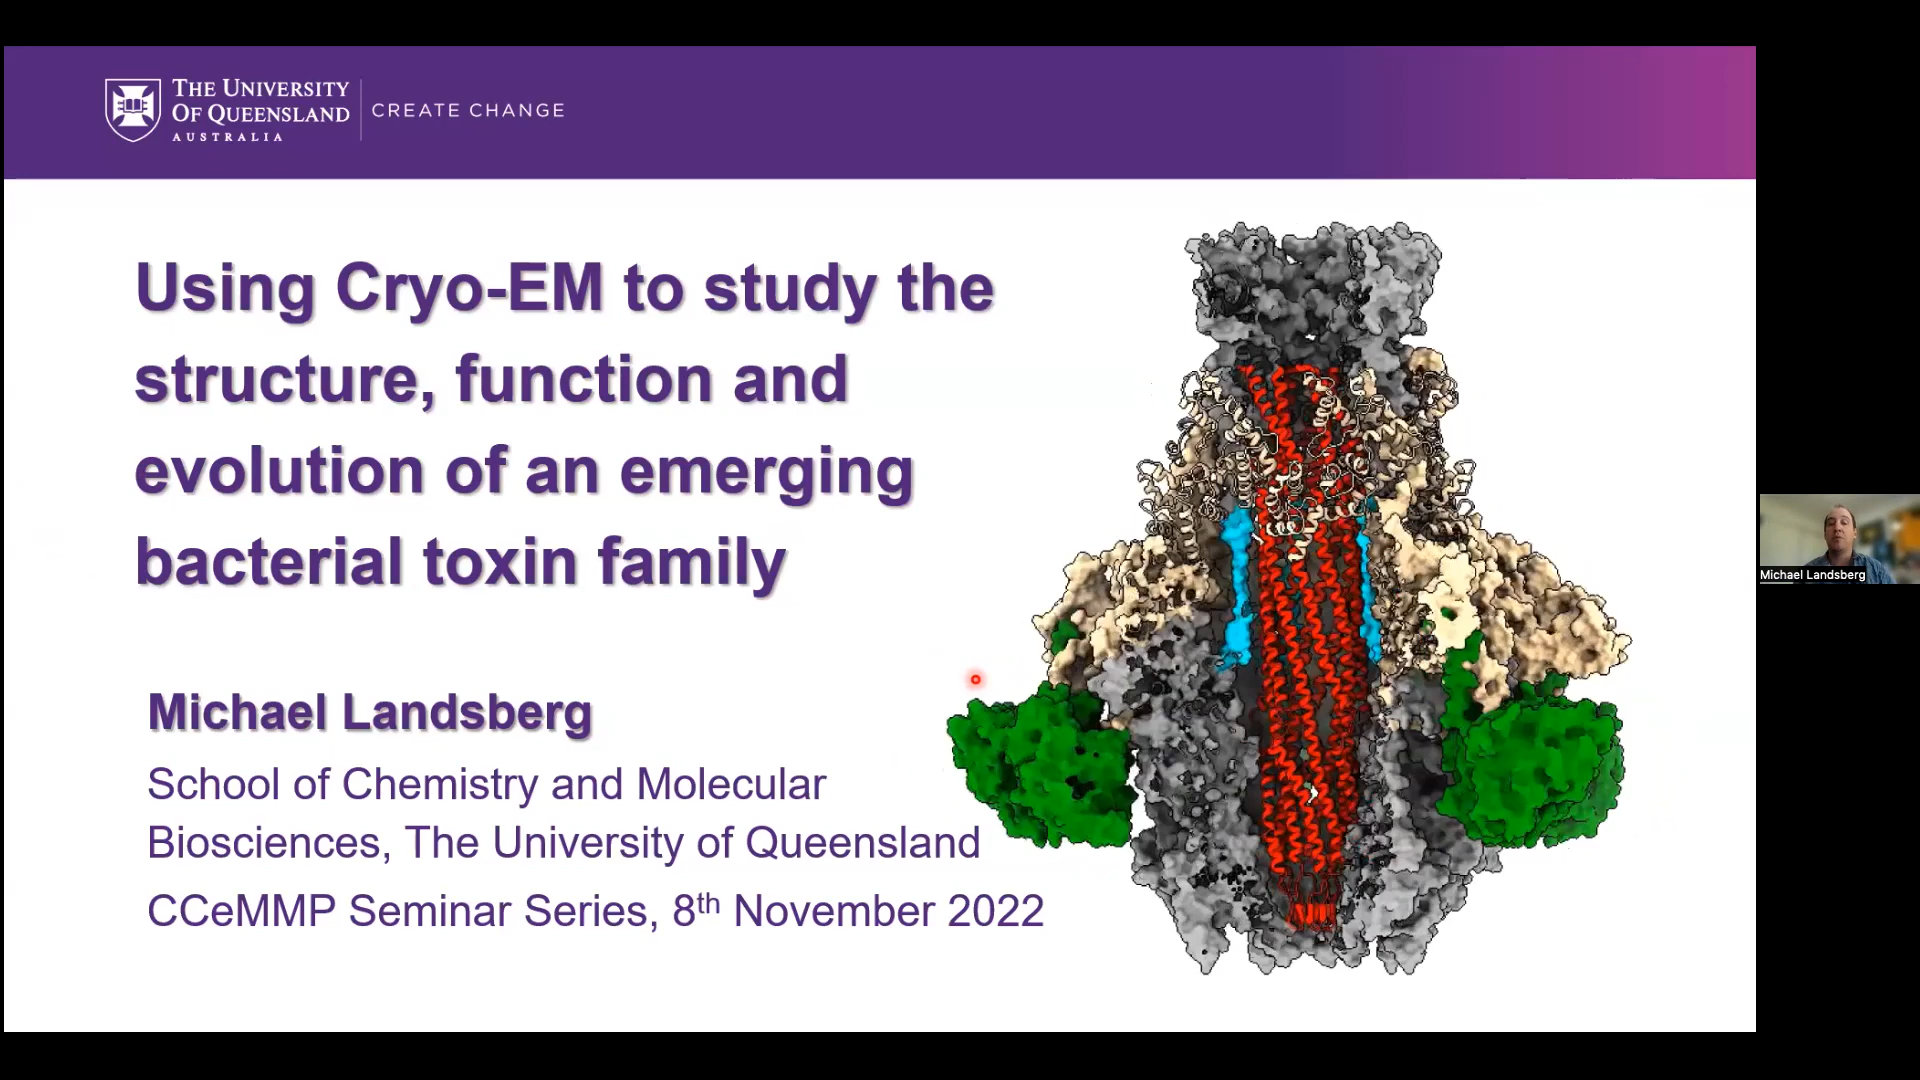 THE UNIVERSITY
OF QUEENSLAND
AUSTRALIA
CREATE CHANGE
Using Cryo-EM to study the
structure, function and
evolution of an emerging
bacterial toxin family
Michael Landsberg
School of Chemistry and Molecular
Biosciences, The University of Queensland
CCeMMP Seminar Series, 8th November 2022
Michael Landsberg